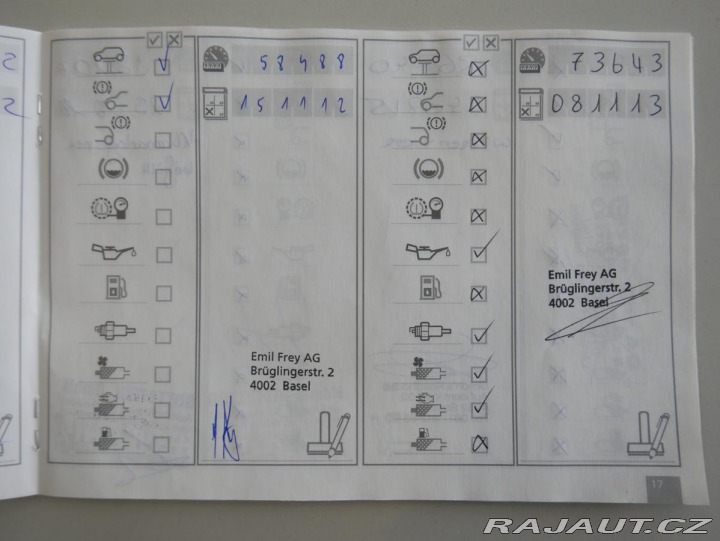 58488
151112
Emil Frey AG
Brüglingerstr. 2
4002 Basel
73643
081113
Emil Frey AG
Brüglingerstr. 2
4002 Basel
17
RAJAUT.CZ